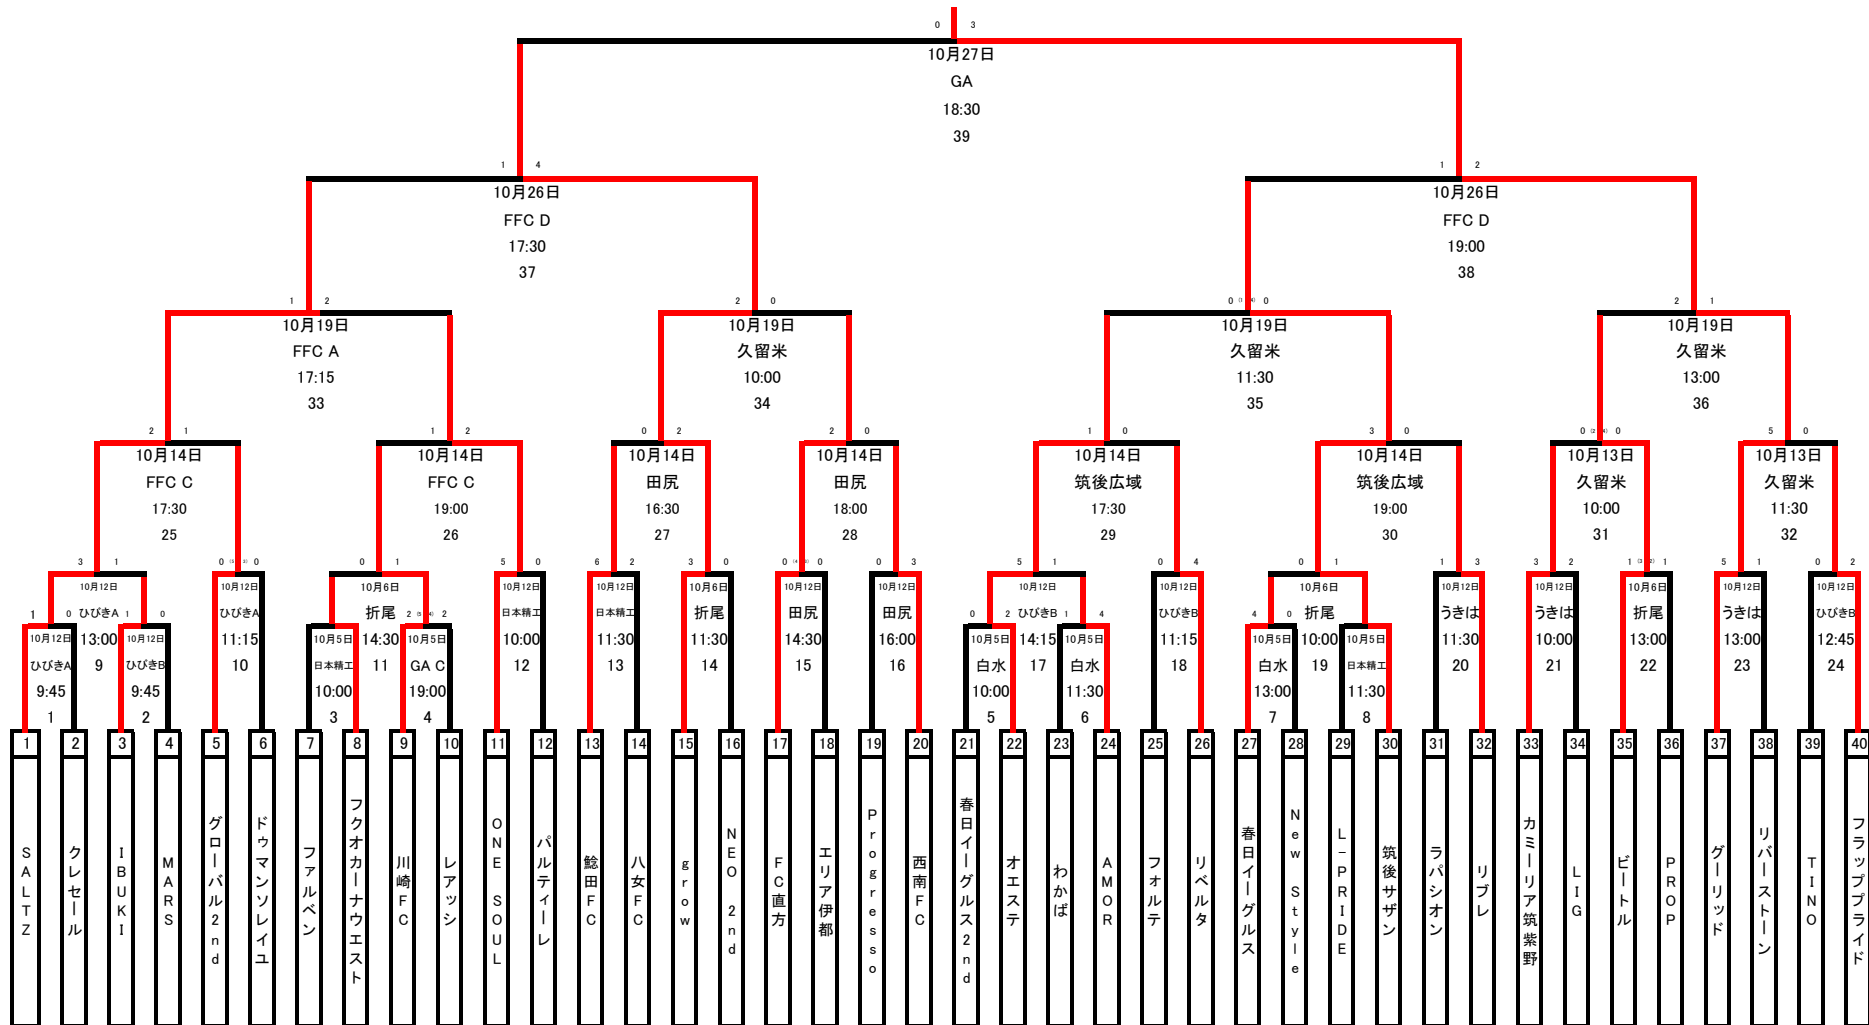 0 3
10月27日
GA
18:30
39
1 4
10月26日
FFC D
17:30
37
1 2
10月26日
FFC D
19:00
38
1 2
10月19日
FFC A
17:15
33
2 0
10月19日
久留米
10:00
34
0 0
10月19日
久留米
11:30
35
2 1
10月19日
久留米
13:00
36
2 1
10月14日
FFC C
17:30
25
1 2
10月14日
FFC C
19:00
26
0 2
10月14日
田尻
16:30
27
2 0
10月14日
田尻
18:00
28
1 0
10月14日
筑後広域
17:30
29
3 0
10月14日
筑後広域
19:00
30
0 0
10月13日
久留米
10:00
31
5 0
10月13日
久留米
11:30
32
3 1
10月12日
ひびきA
13:00
9
0 0
10月12日
ひびきA
11:15
10
0 1
10月6日
折尾
14:30
11
5 0
10月12日
日本精工
10:00
12
6 2
10月12日
日本精工
11:30
13
3 0
10月6日
折尾
11:30
14
0 0
10月12日
田尻
14:30
15
0 3
10月12日
田尻
16:00
16
5 1
10月12日
ひびきB
14:15
17
0 4
10月12日
ひびきB
11:15
18
0 1
10月6日
折尾
10:00
19
1 3
10月12日
うきは
11:30
20
3 2
10月12日
うきは
10:00
21
1 1
10月6日
折尾
13:00
22
5 1
10月12日
うきは
13:00
23
0 2
10月12日
ひびきB
12:45
24
1 0
10月12日
ひびきA
9:45
1
1 0
10月12日
ひびきB
9:45
2
10月5日
日本精工
10:00
3
2 2
10月5日
GA C
19:00
4
0 2
10月5日
白水
10:00
5
1 4
10月5日
白水
11:30
6
4 0
10月5日
白水
13:00
7
10月5日
日本精工
11:30
8
1
SALTZ
2
クレセール
3
IBUKI
4
MARS
5
グローバル2nd
6
ドゥマンソレイユ
7
ファルベン
8
フクオカーナウエスト
9
川崎FC
10
レアッシ
11
ONE SOUL
12
パルティーレ
13
鯰田FC
14
八女FC
15
grow
16
NEO 2nd
17
FC直方
18
エリア伊都
19
Progresso
20
西南FC
21
春日イーグルス2nd
22
オエステ
23
わかば
24
AMOR
25
フォルテ
26
リベルタ
27
春日イーグルス
28
New Style
29
L-PRIDE
30
筑後サザン
31
ラパシオン
32
リブレ
33
カミーリア筑紫野
34
LIG
35
ビートル
36
PROP
37
グーリッド
38
リバーストーン
39
TINO
40
フラッププライド